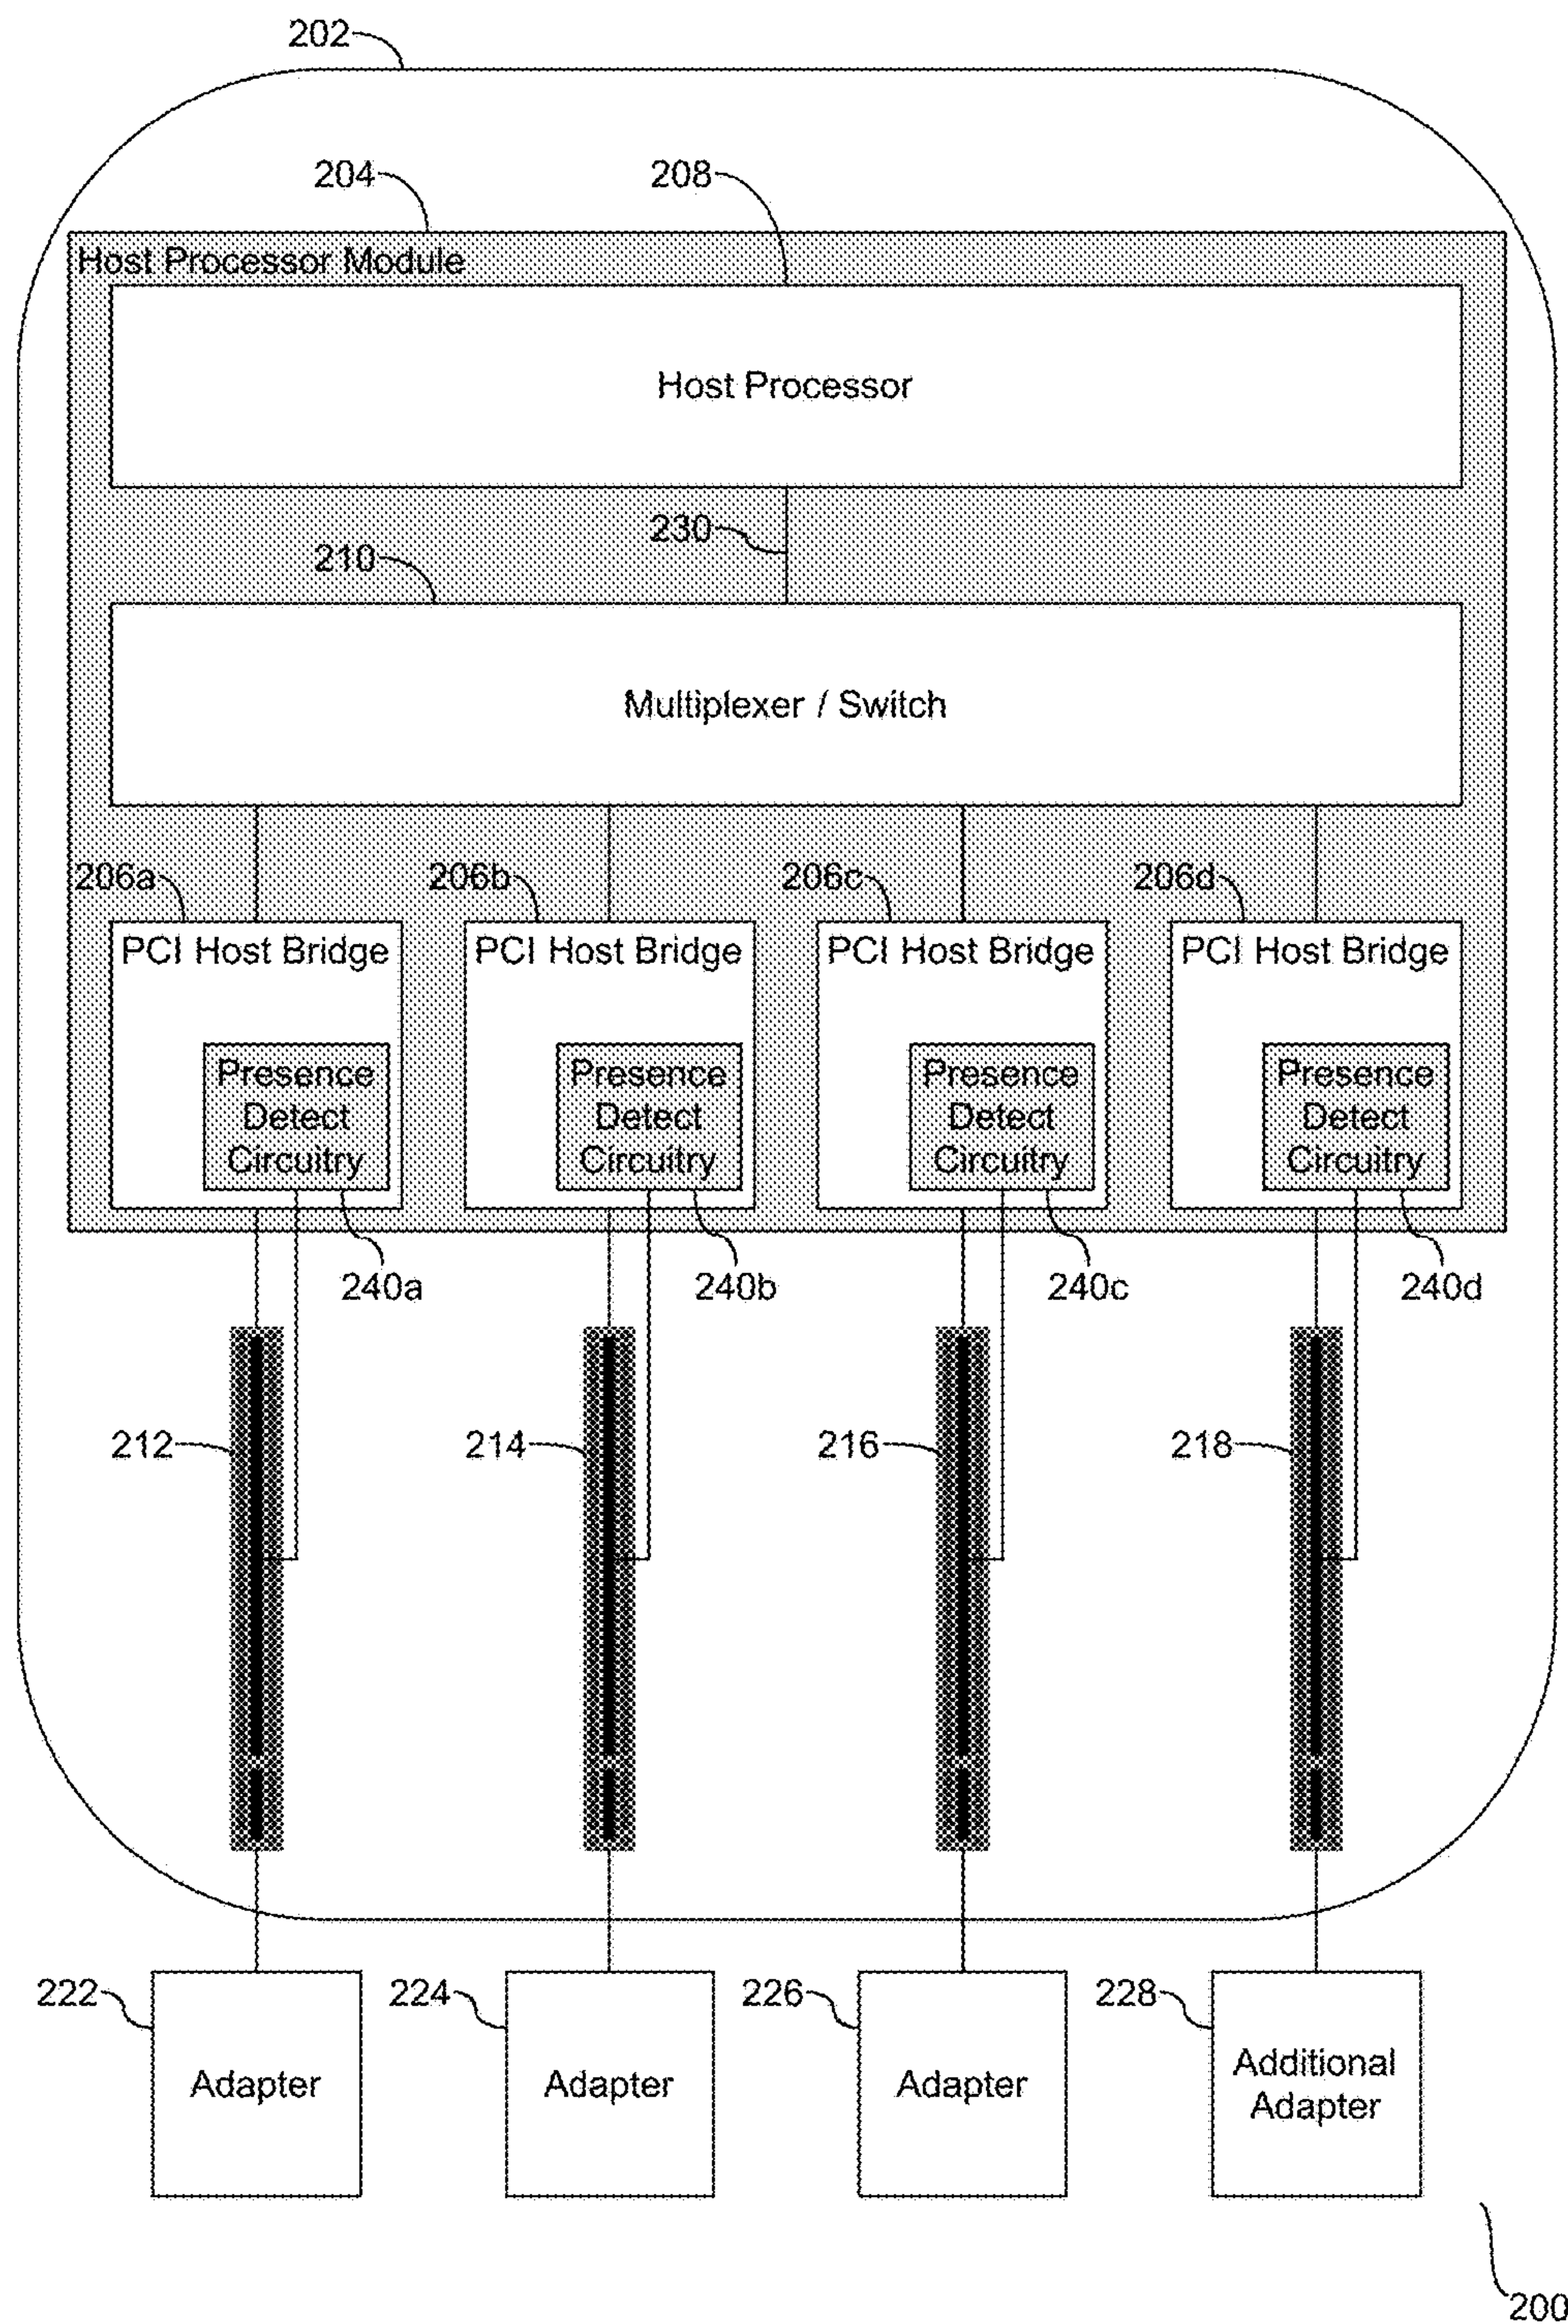 202
204
208
Host Processor Module
Host Processor
230
210
Multiplexer / Switch
206a
206b
206c
206d
PCI Host Bridge
PCI Host Bridge
PCI Host Bridge
PCI Host Bridge
Presence
Detect
Circuitry
Presence
Detect
Circuitry
Presence
Detect
Circuitry
Presence
Detect
Circuitry
240a
240b
240c
240d
212
214
216
218
222
224
226
228
Adapter
Adapter
Adapter
Additional
Adapter
200